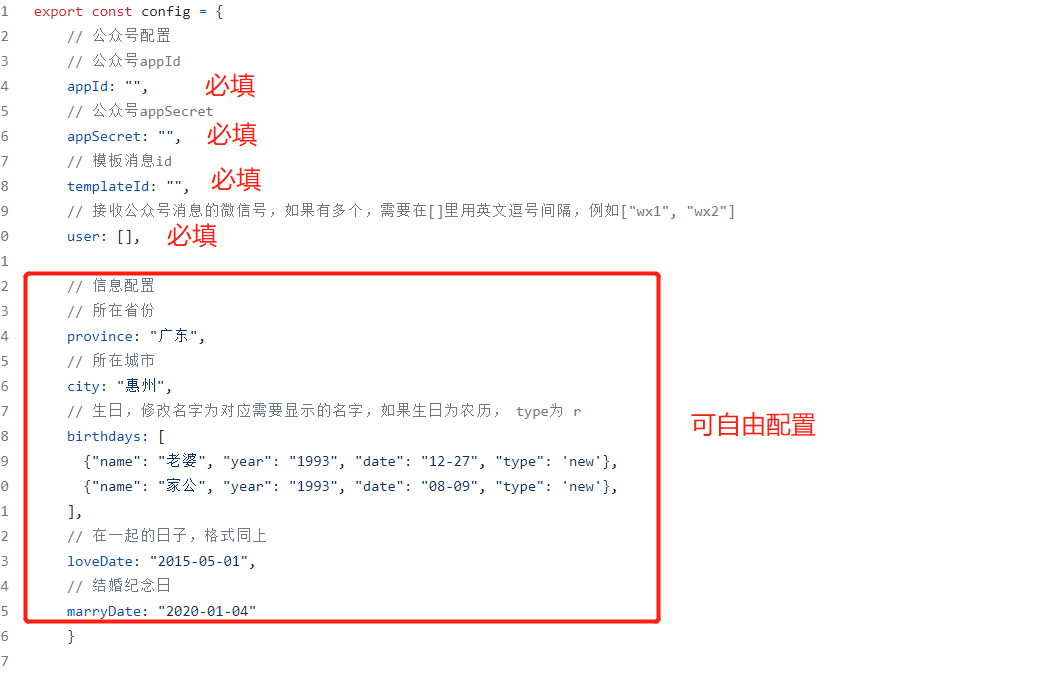 1 export const config = {
2 // 公众号配置
3 // 公众号appId
4 appId: "", 必填
5 // 公众号appSecret
6 appSecret: "", 必填
7 // 模板消息id
8 templateId: "", 必填
9 // 接收公众号消息的微信号，如果有多个，需要在[]里用英文逗号间隔，例如["wx1", "wx2"]
0 user: [], 必填
1
2 // 信息配置
3 // 所在省份
4 province: "广东",
5 // 所在城市
6 city: "惠州",
7 // 生日，修改名字为对应需要显示的名字，如果生日为农历， type为 r
8 birthdays: [
可自由配置
9 {"name": "老婆", "year": "1993", "date": "12-27", "type": 'new'},
0 {"name": "家公", "year": "1993", "date": "08-09", "type": 'new'},
1 ],
2 // 在一起的日子，格式同上
3 loveDate: "2015-05-01",
4 // 结婚纪念日
5 marryDate: "2020-01-04"
6 }
7